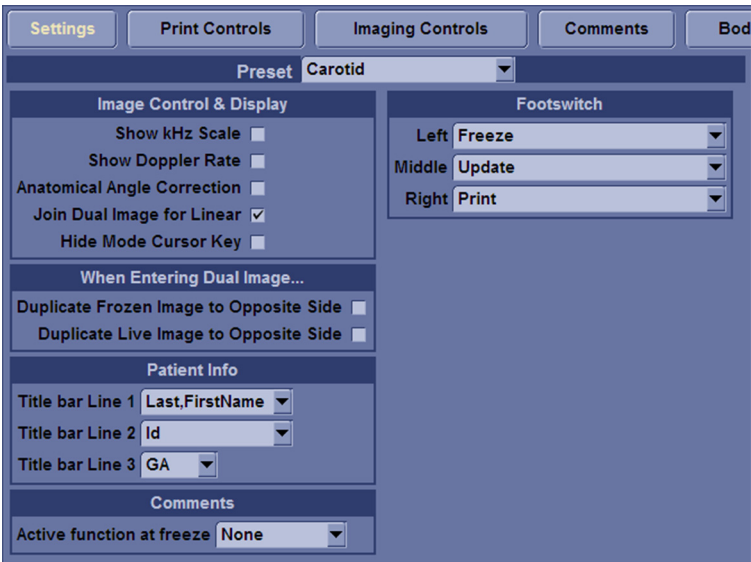 Settings Print Controls Imaging Controls Comments Bod
Preset Carotid
Image Control & Display
Show kHz Scale
Show Doppler Rate
Anatomical Angle Correction
Join Dual Image for Linear
Hide Mode Cursor Key
When Entering Dual Image...
Duplicate Frozen Image to Opposite Side
Duplicate Live Image to Opposite Side
Patient Info
Title bar Line 1 Last,FirstName
Title bar Line 2 Id
Title bar Line 3 GA
Comments
Active function at freeze None
Footswitch
Left Freeze
Middle Update
Right Print